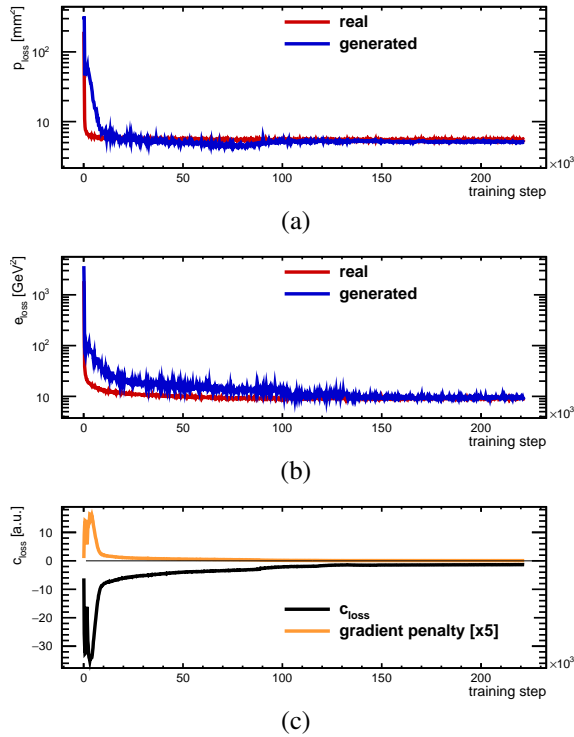 p_loss [mm²]
real
generated
10²
10
0 50 100 150 200
×10³
training step
(a)
e_loss [GeV²]
real
generated
10³
10²
10
0 50 100 150 200
×10³
training step
(b)
c_loss [a.u.]
10
0
−10
−20
−30
c_loss
gradient penalty [x5]
0 50 100 150 200
×10³
training step
(c)